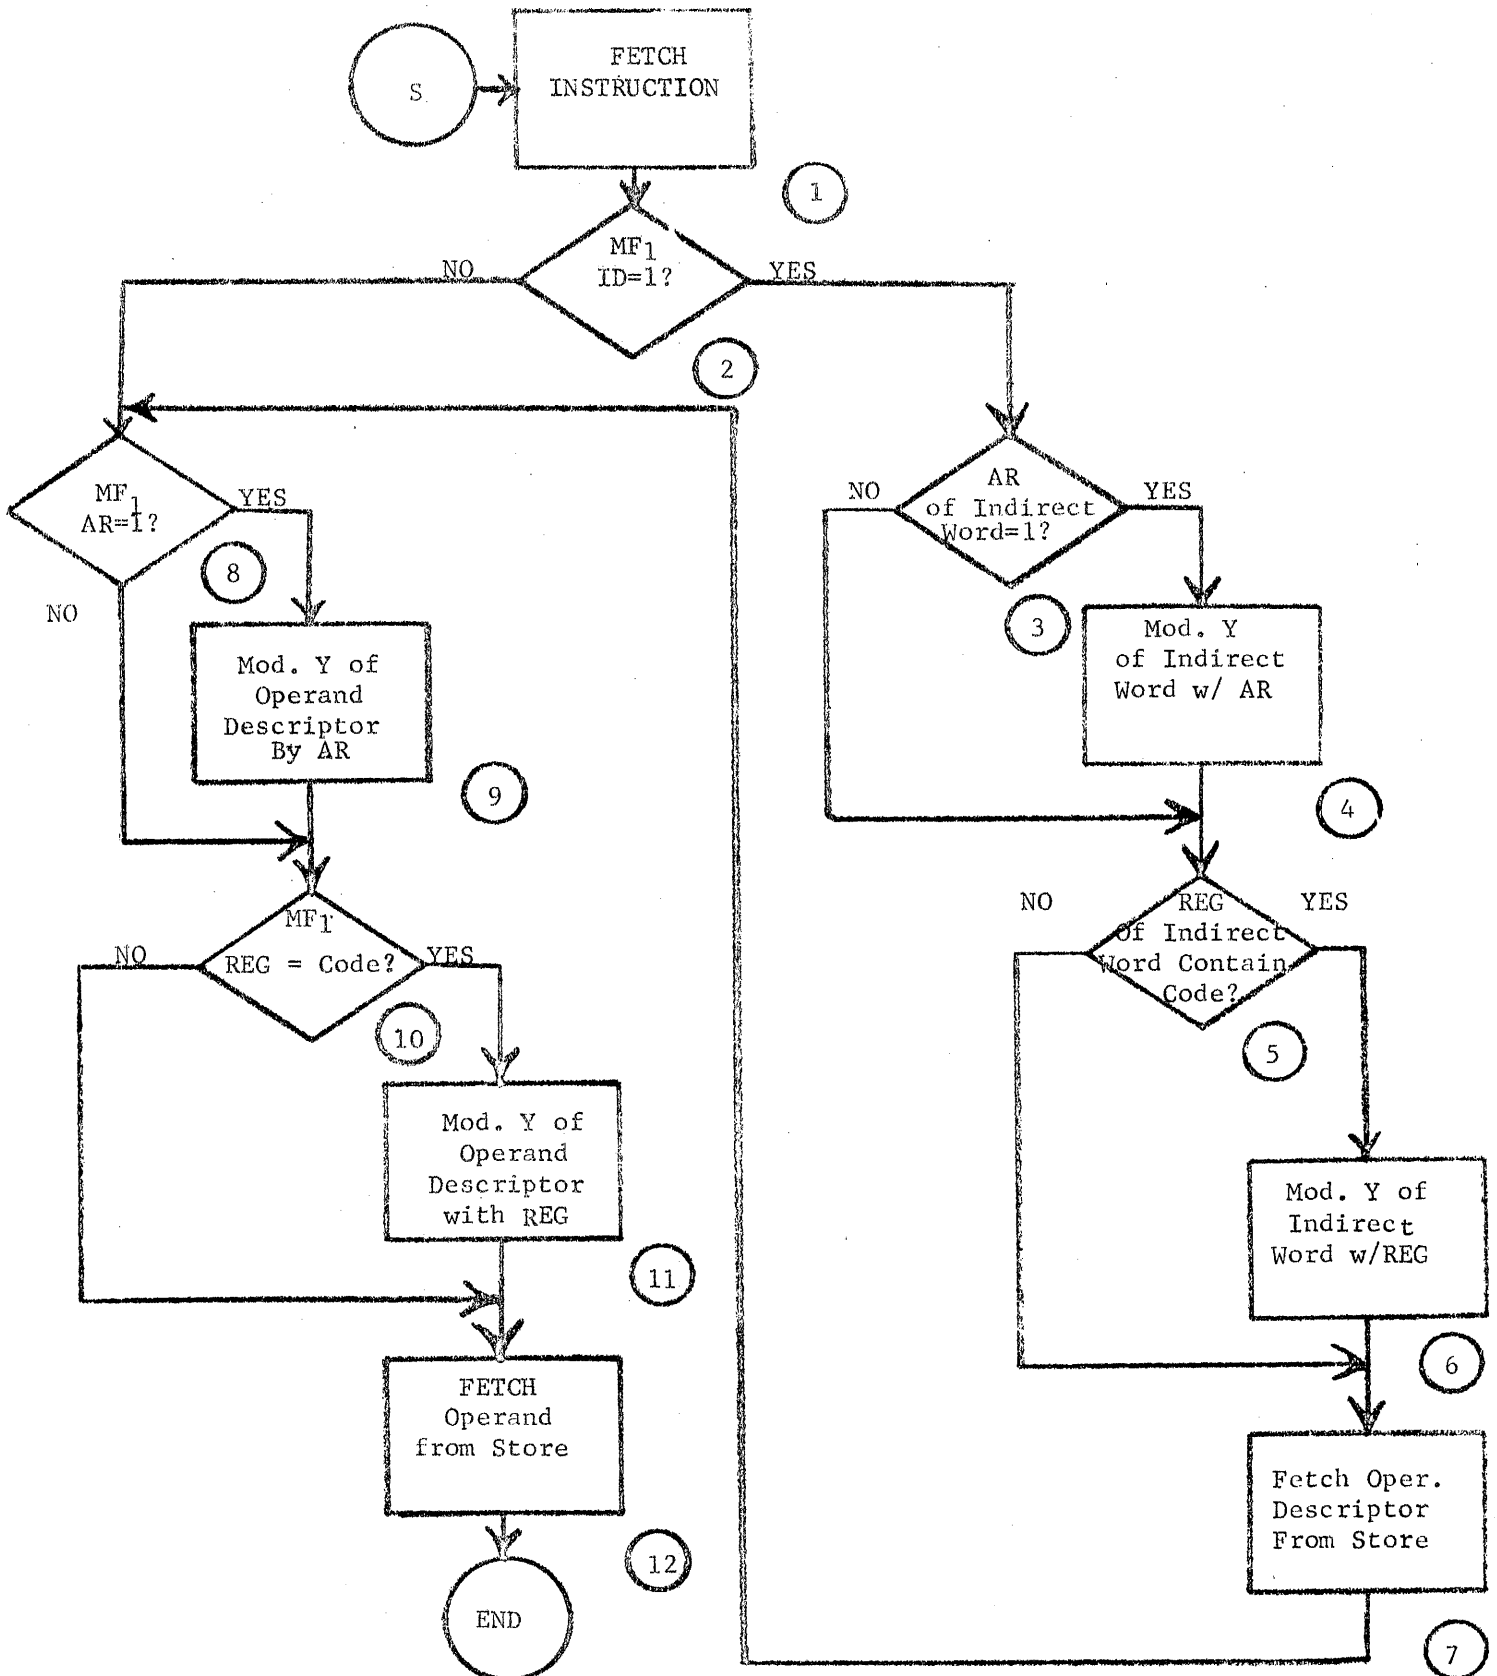 S
FETCH
INSTRUCTION
1
MF1
ID=1?
NO
YES
2
MF1
AR=1?
YES
NO
8
AR
of Indirect
Word=1?
NO
YES
3
Mod. Y of
Operand
Descriptor
By AR
9
Mod. Y
of Indirect
Word w/ AR
4
MF1
REG = Code?
NO
YES
10
REG
Of Indirect
Word Contain
Code?
NO
YES
5
Mod. Y of
Operand
Descriptor
with REG
11
Mod. Y of
Indirect
Word w/REG
6
FETCH
Operand
from Store
12
Fetch Oper.
Descriptor
From Store
7
END